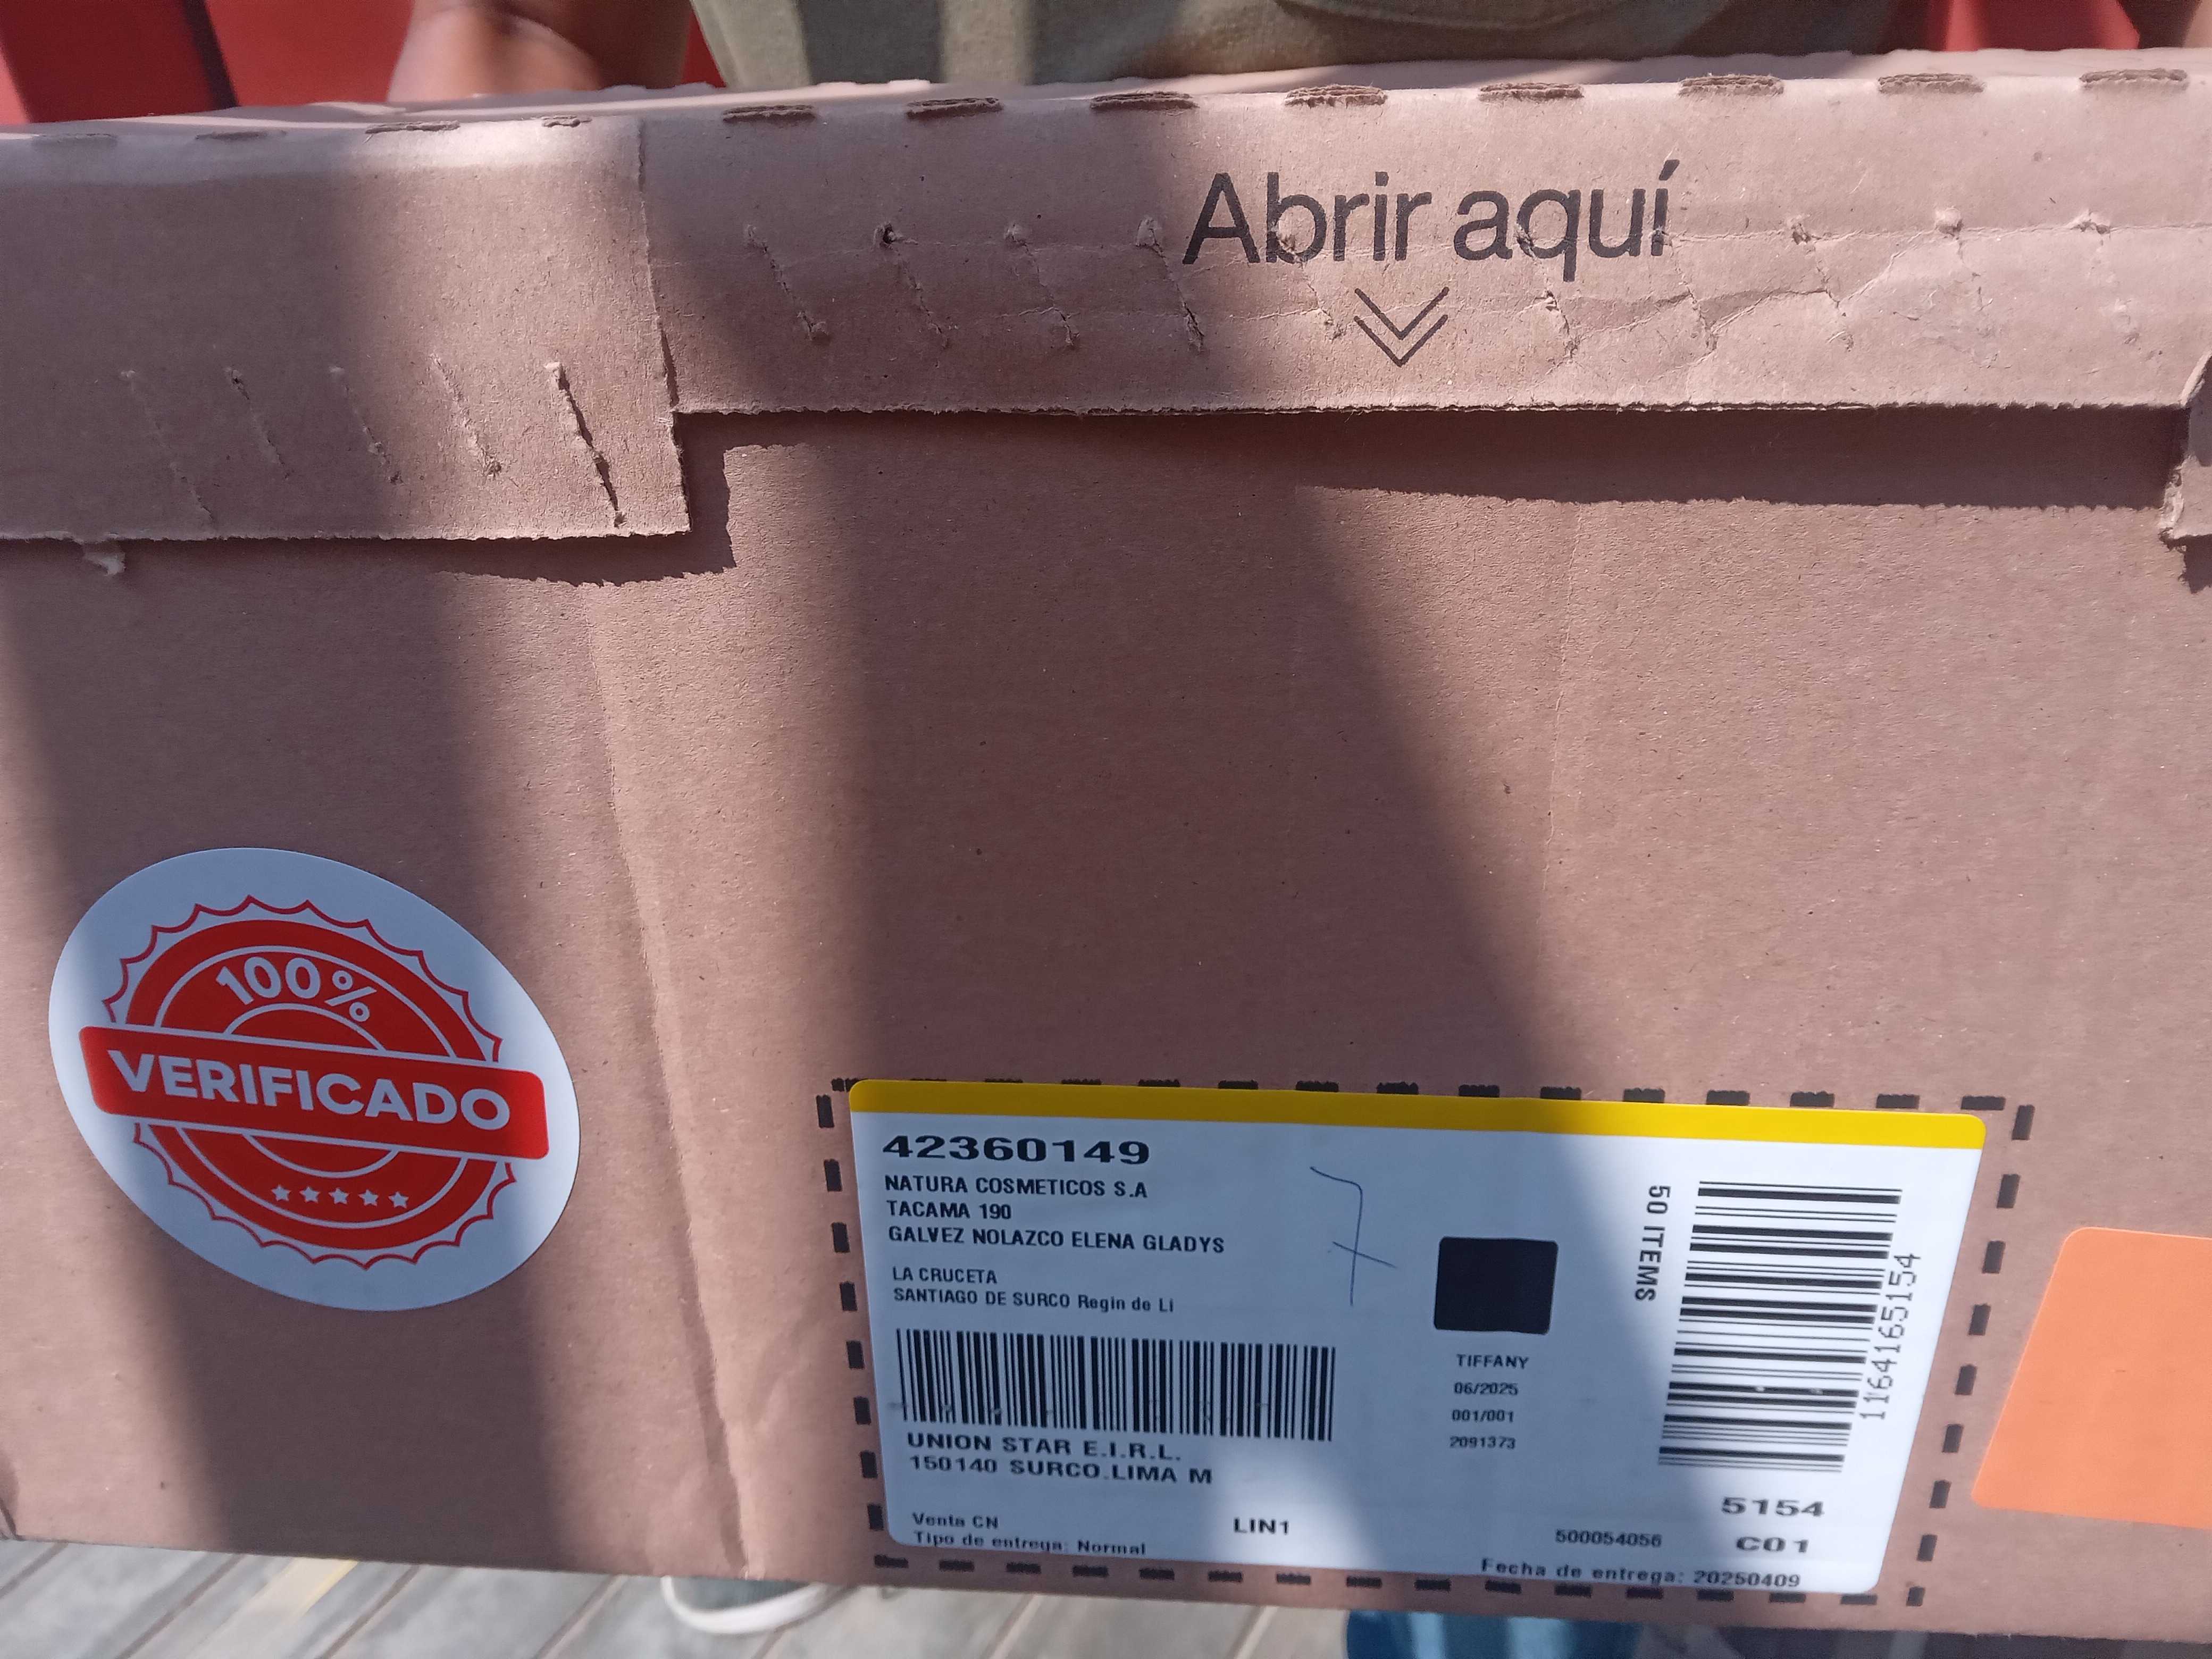 Abrir aquí
100%
VERIFICADO
42360149
NATURA COSMETICOS S.A
TACAMA 190
GALVEZ NOLAZCO ELENA GLADYS
LA CRUCETA
SANTIAGO DE SURCO Regin de Li
UNION STAR E.I.R.L.
150140 SURCO.LIMA M
Venta CN
Tipo de entrega: Normal
LIN1
7
TIFFANY
06/2025
001/001
2091373
50 ITEMS
1164165154
5154
500054056
C01
Fecha de entrega: 20250409